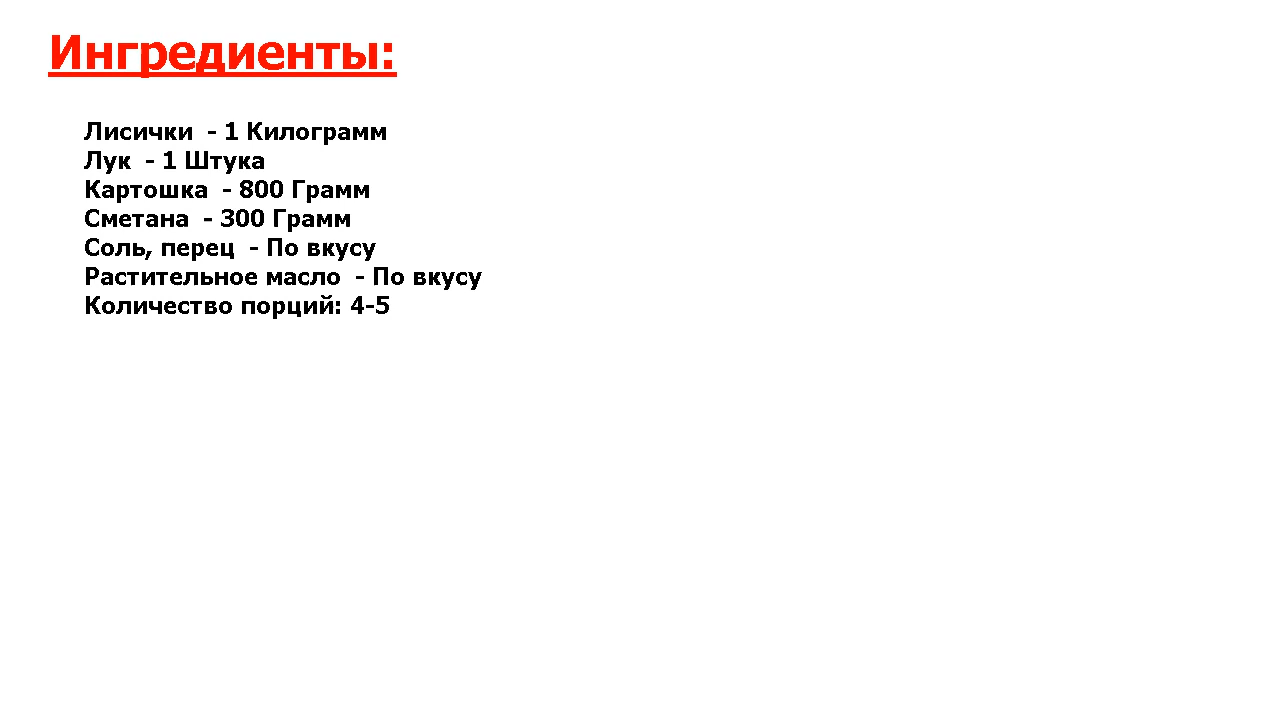 Ингредиенты:
Лисички  - 1 Килограмм
Лук  - 1 Штука
Картошка  - 800 Грамм
Сметана  - 300 Грамм
Соль, перец  - По вкусу
Растительное масло  - По вкусу
Количество порций: 4-5